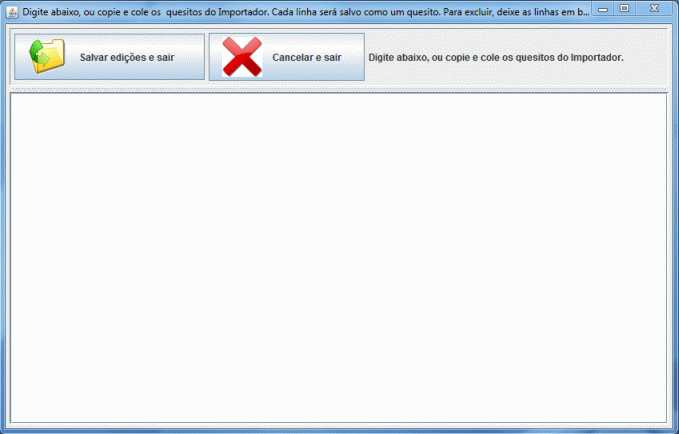 Digite abaixo, ou copie e cole os  quesitos do Importador. Cada linha será salvo como um quesito. Para excluir, deixe as linhas em b...
Salvar edições e sair
Cancelar e sair
Digite abaixo, ou copie e cole os quesitos do Importador.